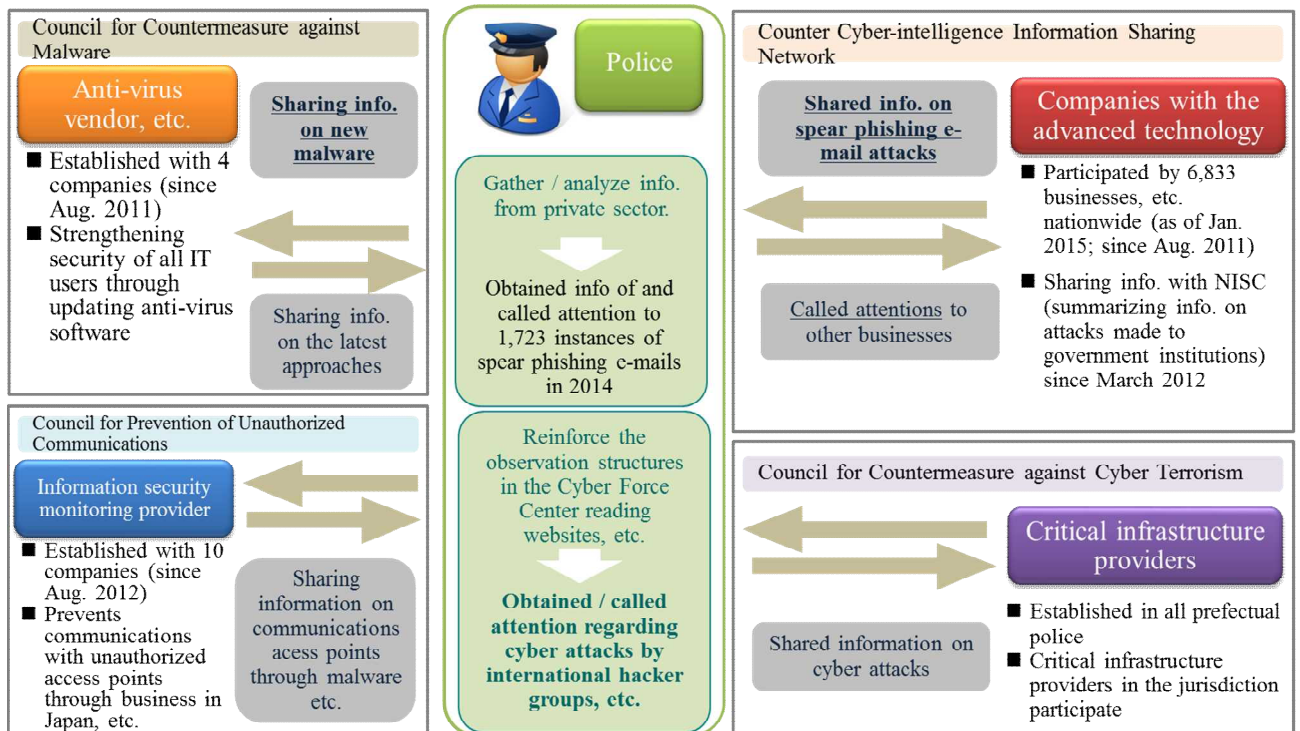 Council for Countermeasure against
Malware
Anti-virus
vendor, etc.
■ Established with 4
companies (since
Aug. 2011)
■ Strengthening
security of all IT
users through
updating anti-virus
software
Sharing info.
on new
malware
Sharing info.
on the latest
approaches
Council for Prevention of Unauthorized
Communications
Information security
monitoring provider
■ Established with 10
companies (since
Aug. 2012)
■ Prevents
communications
with unauthorized
access points
through business in
Japan, etc.
Sharing
information on
communications
acess points
through malware
etc.
Police
Gather / analyze info.
from private sector.
Obtained info of and
called attention to
1,723 instances of
spear phishing e-mails
in 2014
Reinforce the
observation structures
in the Cyber Force
Center reading
websites, etc.
Obtained / called
attention regarding
cyber attacks by
international hacker
groups, etc.
Counter Cyber-intelligence Information Sharing
Network
Shared info. on
spear phishing e-
mail attacks
Called attentions to
other businesses
Companies with the
advanced technology
■ Participated by 6,833
businesses, etc.
nationwide (as of Jan.
2015; since Aug. 2011)
■ Sharing info. with NISC
(summarizing info. on
attacks made to
government institutions)
since March 2012
Council for Countermeasure against Cyber Terrorism
Critical infrastructure
providers
Shared information on
cyber attacks
■ Established in all prefectual
police
■ Critical infrastructure
providers in the jurisdiction
participate